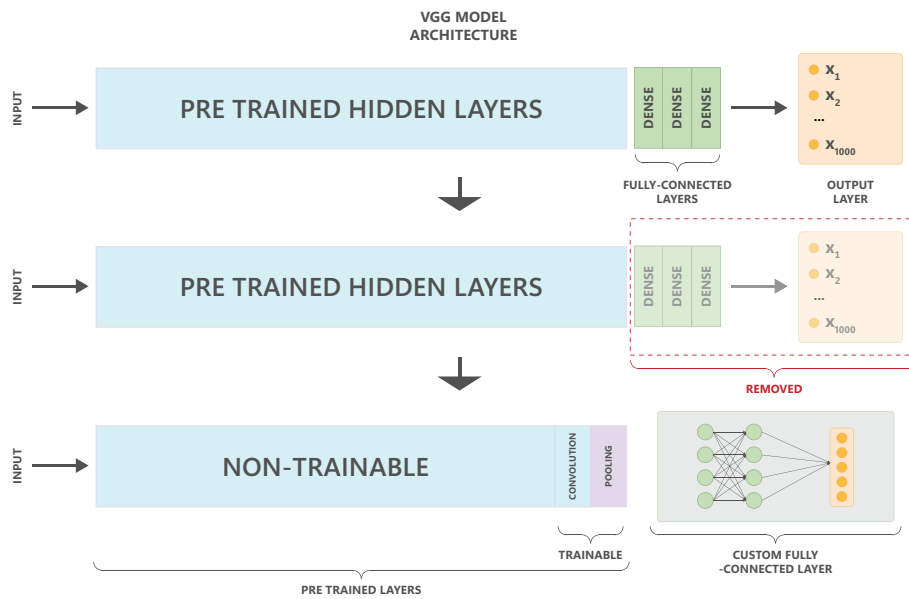 VGG MODEL
ARCHITECTURE
INPUT
PRE TRAINED HIDDEN LAYERS
DENSE
DENSE
DENSE
X1
X2
...
X1000
FULLY-CONNECTED
LAYERS
OUTPUT
LAYER
INPUT
PRE TRAINED HIDDEN LAYERS
DENSE
DENSE
DENSE
X1
X2
...
X1000
REMOVED
INPUT
NON-TRAINABLE
CONVOLUTION
POOLING
TRAINABLE
CUSTOM FULLY
-CONNECTED LAYER
PRE TRAINED LAYERS